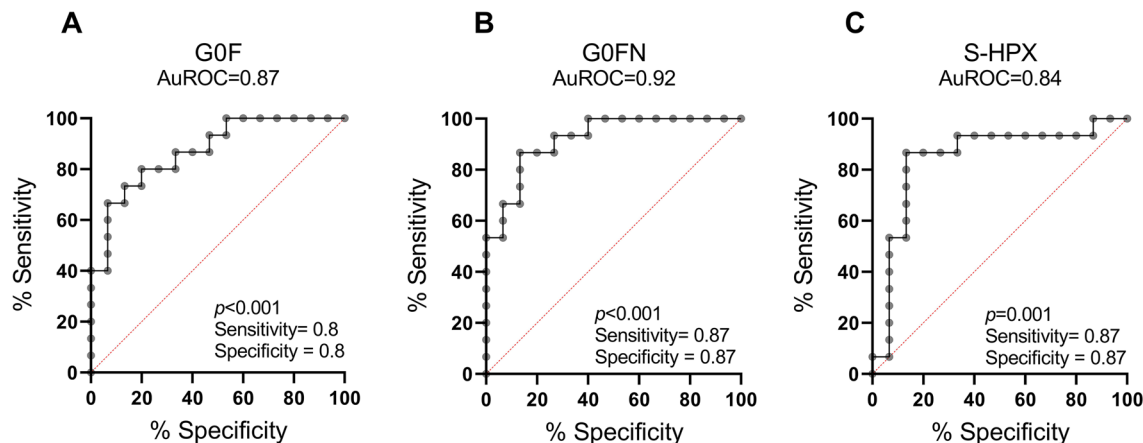 A
G0F
AuROC=0.87
100
80
60
40
20
0
% Sensitivity
p<0.001
Sensitivity= 0.8
Specificity = 0.8
0 20 40 60 80 100
% Specificity
B
G0FN
AuROC=0.92
100
80
60
40
20
0
% Sensitivity
p<0.001
Sensitivity= 0.87
Specificity = 0.87
0 20 40 60 80 100
% Specificity
C
S-HPX
AuROC=0.84
100
80
60
40
20
0
% Sensitivity
p=0.001
Sensitivity= 0.87
Specificity = 0.87
0 20 40 60 80 100
% Specificity